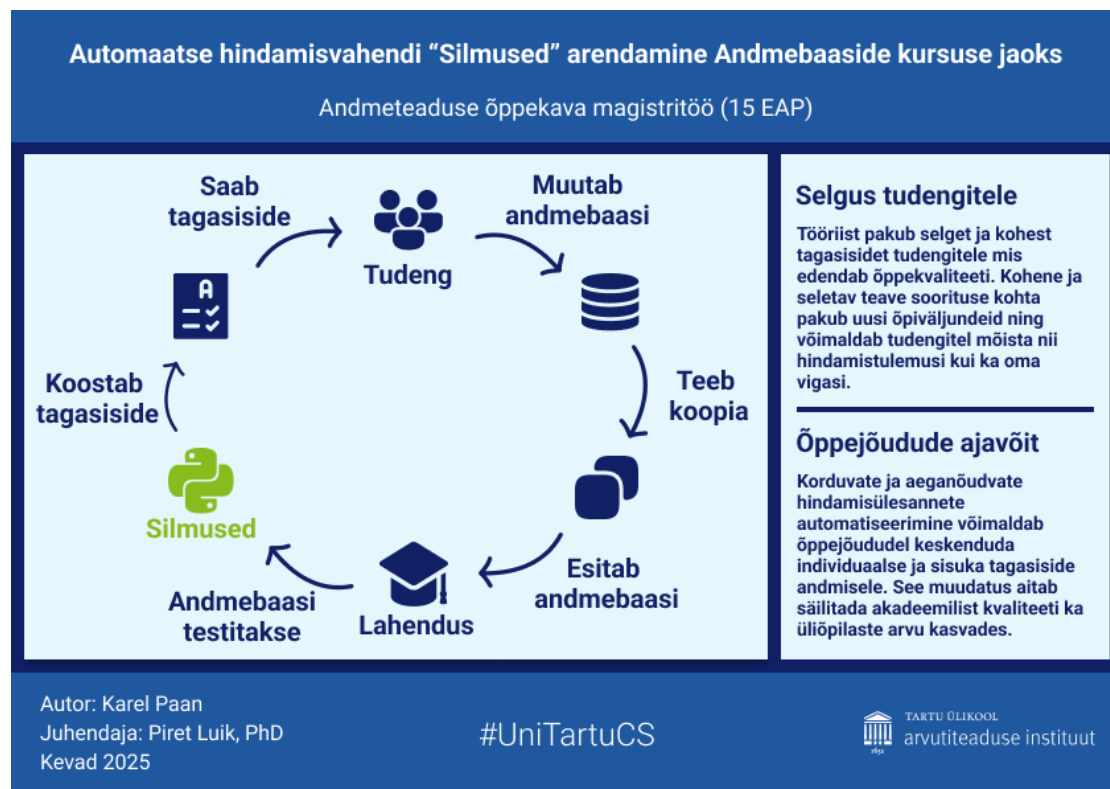 Automaatse hindamisvahendi “Silmused” arendamine Andmebaaside kursuse jaoks
Andmeteaduse õppekava magistritöö (15 EAP)
Saab
tagasiside
Muutab
andmebaasi
Tudeng
A
Teeb
koopia
Koostab
tagasiside
Silmused
Esitab
andmebaasi
Lahendus
Andmebaasi
testitakse
Selgus tudengitele
Tööriist pakub selget ja kohest
tagasisidet tudengitele mis
edendab õppekvaliteeti. Kohene ja
seletav teave soorituse kohta
pakub uusi õpiväljundeid ning
võimaldab tudengitel mõista nii
hindamistulemusi kui ka oma
vigasi.
Õppejõudude ajavõit
Korduvate ja aeganõudvate
hindamisülesannete
automatiseerimine võimaldab
õppejõududel keskenduda
individuaalse ja sisuka tagasiside
andmisele. See muudatus aitab
säilitada akadeemilist kvaliteeti ka
üliõpilaste arvu kasvades.
Autor: Karel Paan
Juhendaja: Piret Luik, PhD
Kevad 2025
#UniTartuCS
1632
TARTU ÜLIKOOL
arvutiteaduse instituut